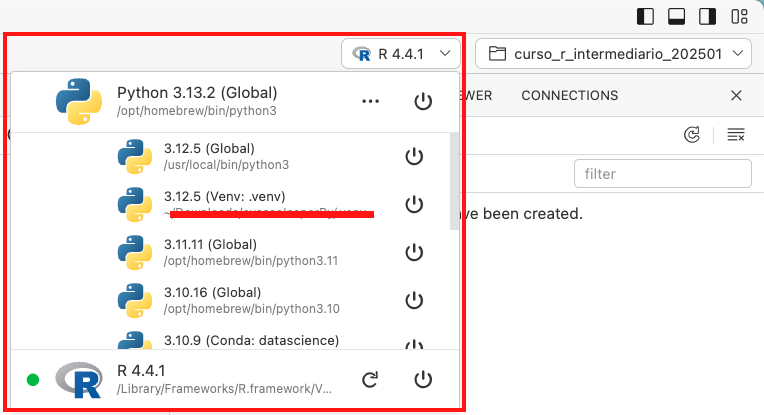 R 4.4.1
curso_r_intermediario_202501
Python 3.13.2 (Global)
/opt/homebrew/bin/python3
WER
CONNECTIONS
3.12.5 (Global)
/usr/local/bin/python3
filter
3.12.5 (Venv: .venv)
ve been created.
3.11.11 (Global)
/opt/homebrew/bin/python3.11
3.10.16 (Global)
/opt/homebrew/bin/python3.10
3.10.9 (Conda: datascience)
R 4.4.1
/Library/Frameworks/R.framework/V...